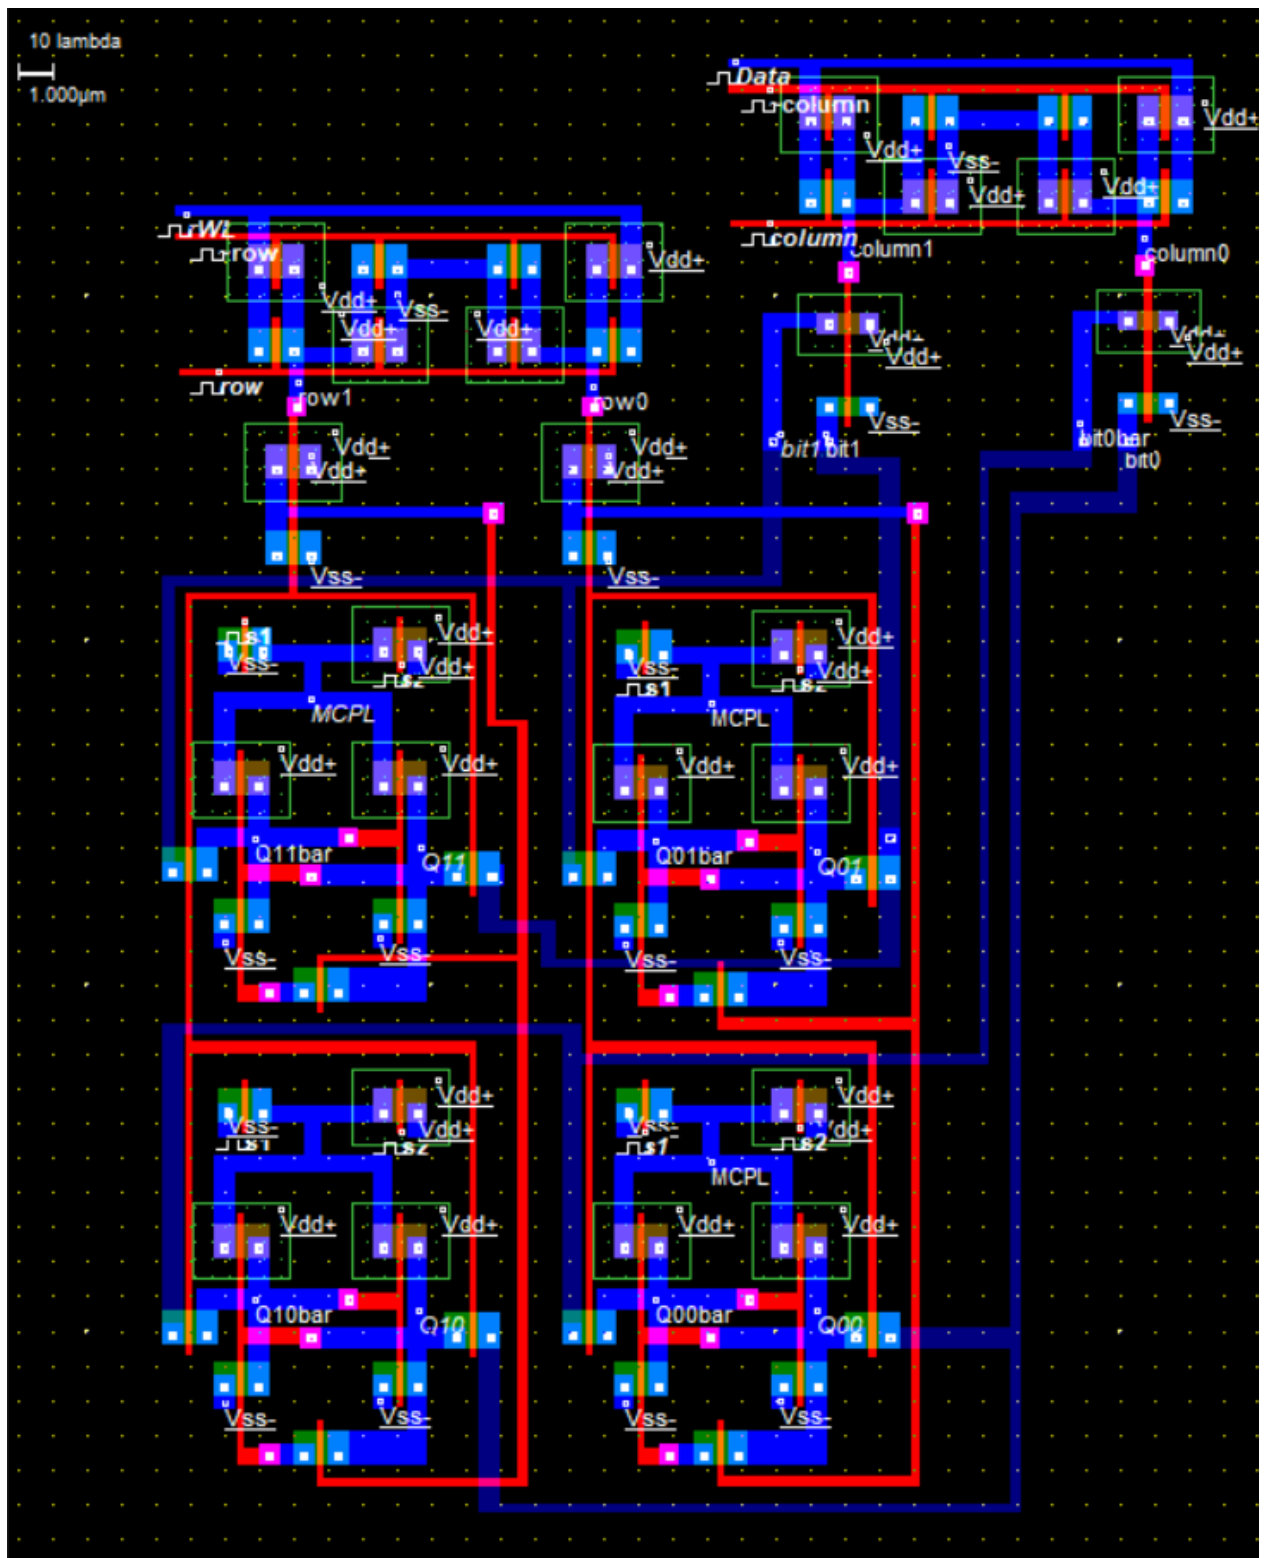 10 lambda
1.000µm
Data
~column
Vdd+
Vdd+
Vss-
Vdd+
Vdd+
column
column1
column0
rWL
~row
Vdd+
Vdd+
Vss-
Vdd+
Vdd+
row
row1
row0
Vdd+
Vdd+
Vdd+
Vdd+
Vss-
Vss-
Vdd+
Vdd+
Vss-
bit1
bit1
Vdd+
Vss-
bit0bar
bit0
s1
Vss-
Vdd+
Vdd+
s2
MCPL
Vss-
s1
Vdd+
Vdd+
s2
MCPL
Vdd+
Vdd+
Vdd+
Vdd+
Q11bar
Q11
Q01bar
Q01
Vss-
Vss-
Vss-
Vss-
Vss-
s1
Vdd+
Vdd+
s2
Vss-
s1
Vdd+
Vdd+
s2
MCPL
Vdd+
Vdd+
Vdd+
Vdd+
Q10bar
Q10
Q00bar
Q00
Vss-
Vss-
Vss-
Vss-